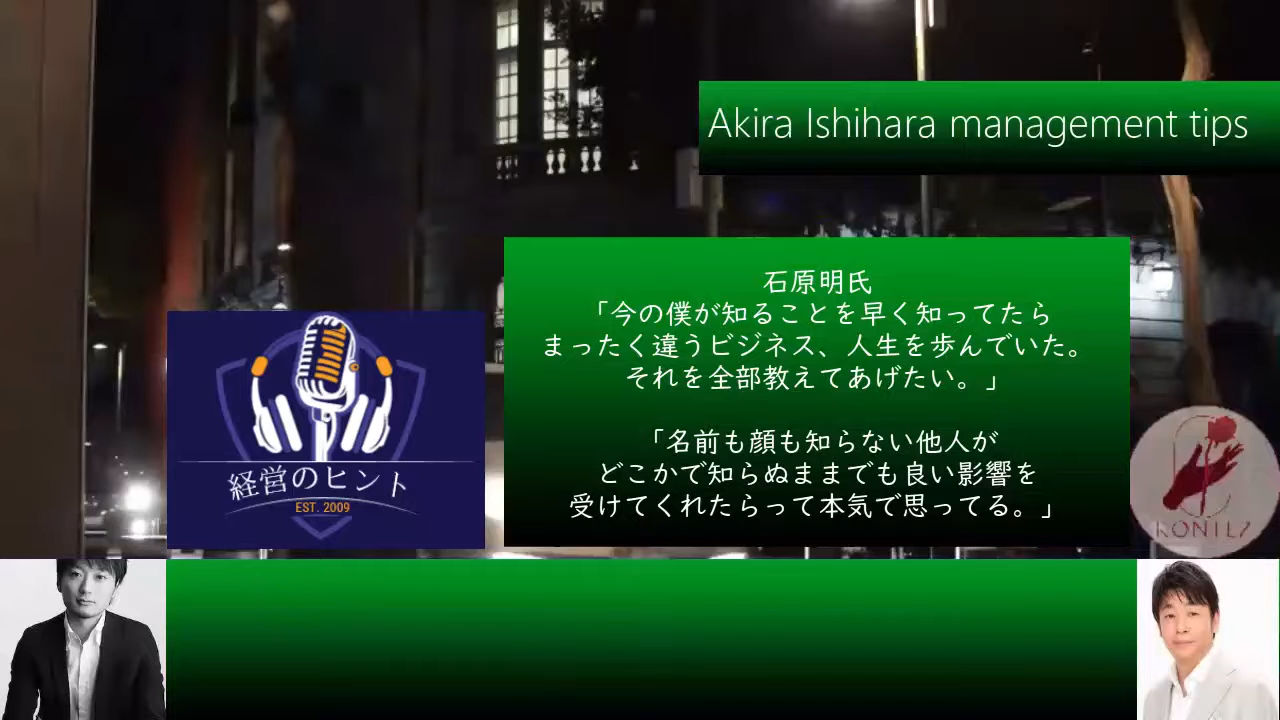 Akira Ishihara management tips
石原明氏
「今の僕が知ることを早く知ってたら
まったく違うビジネス、人生を歩んでいた。
それを全部教えてあげたい。」
「名前も顔も知らない他人が
どこかで知らぬままでも良い影響を
受けてくれたらって本気で思ってる。」
経営のヒント
EST. 2009